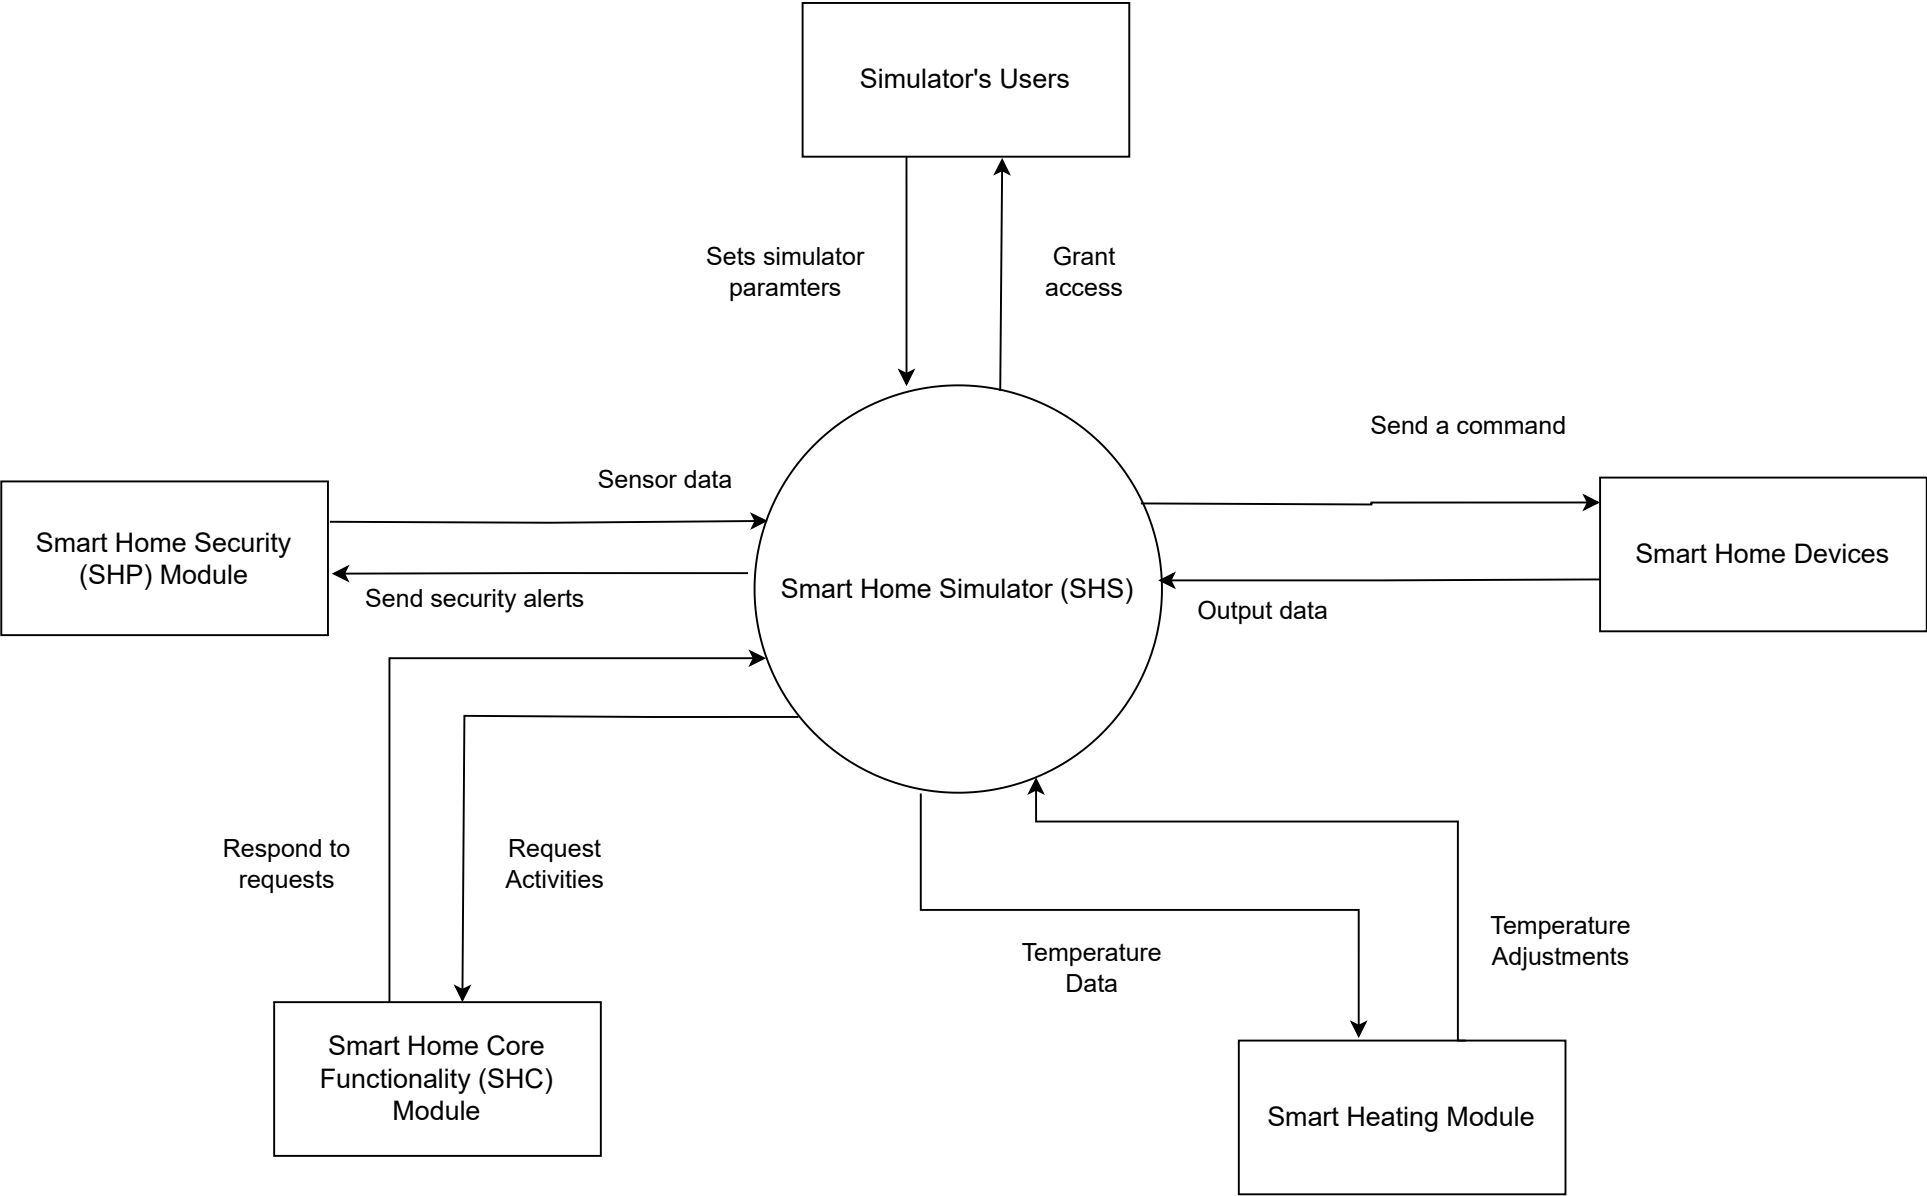 Simulator's Users
Sets simulator
paramters
Grant
access
Send a command
Sensor data
Smart Home Security
(SHP) Module
Send security alerts
Smart Home Simulator (SHS)
Smart Home Devices
Output data
Respond to
requests
Request
Activities
Temperature
Data
Temperature
Adjustments
Smart Home Core
Functionality (SHC)
Module
Smart Heating Module